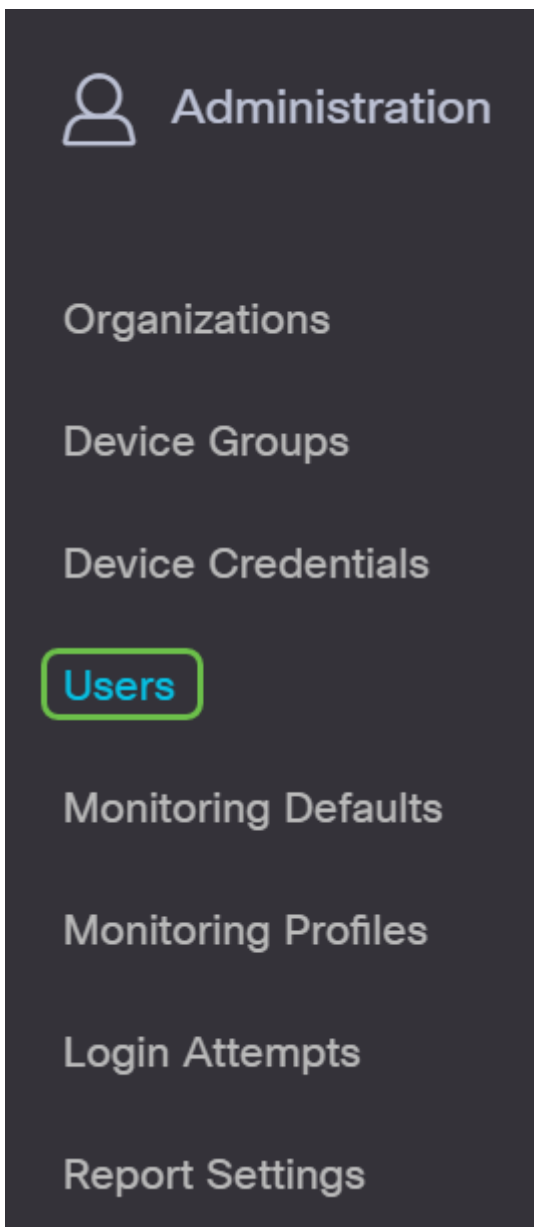 Administration
Organizations
Device Groups
Device Credentials
Users
Monitoring Defaults
Monitoring Profiles
Login Attempts
Report Settings